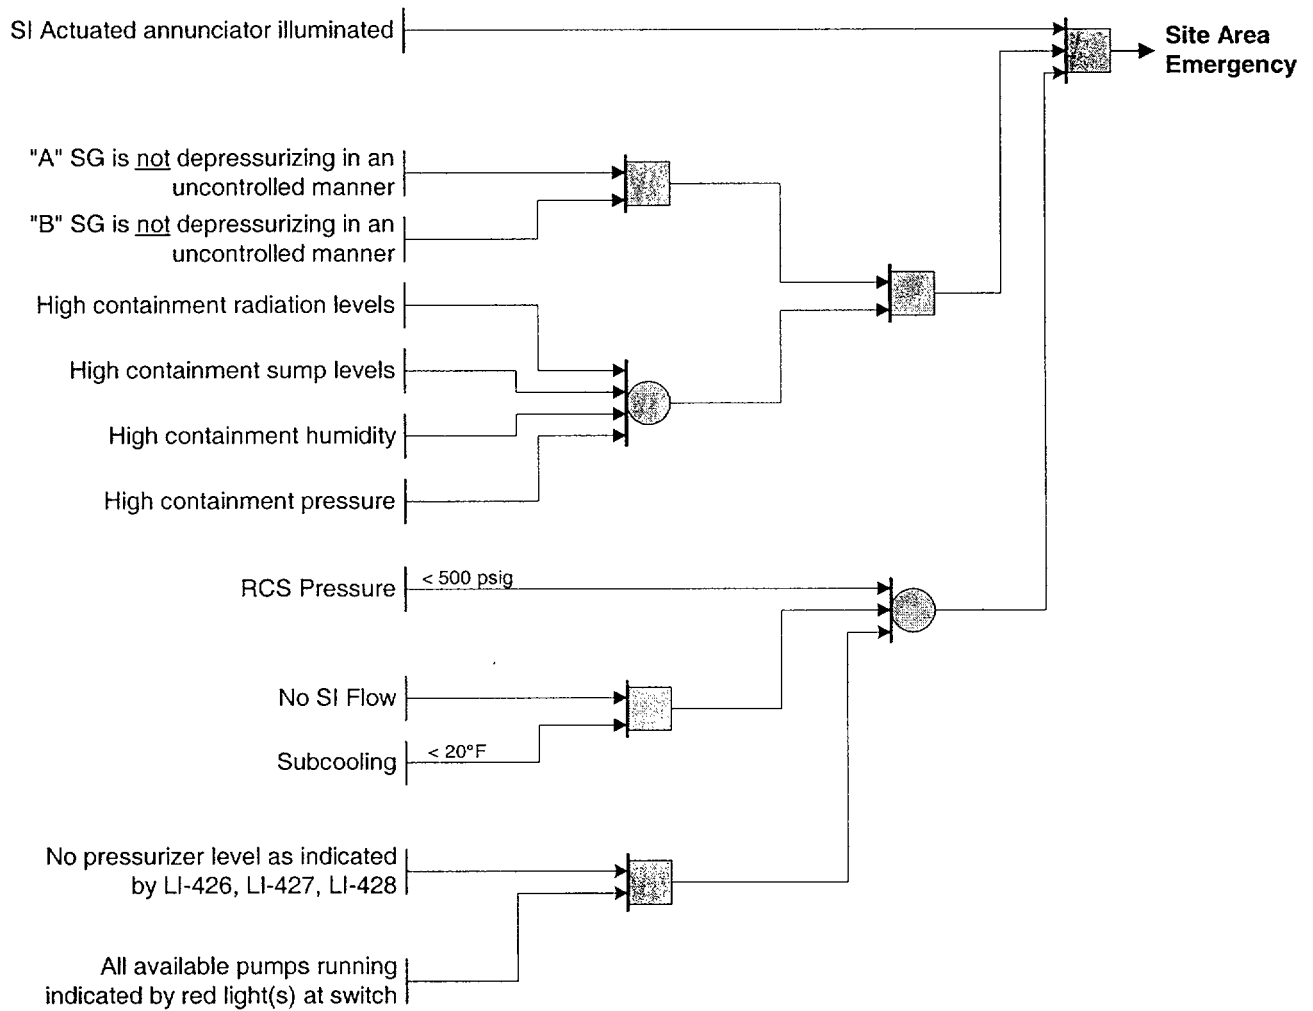 SI Actuated annunciator illuminated
Site Area
Emergency
"A" SG is not depressurizing in an
uncontrolled manner
"B" SG is not depressurizing in an
uncontrolled manner
High containment radiation levels
High containment sump levels
High containment humidity
High containment pressure
RCS Pressure
< 500 psig
No SI Flow
Subcooling
< 20°F
No pressurizer level as indicated
by LI-426, LI-427, LI-428
All available pumps running
indicated by red light(s) at switch